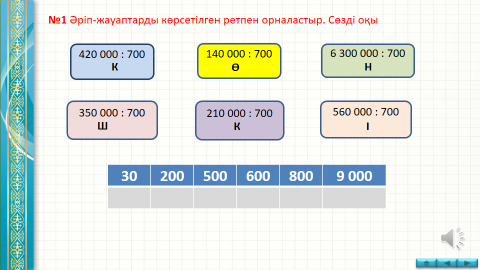 №1 Әріп-жауаптарды көрсетілген ретпен орналастыр. Сөзді оқы
420 000 : 700
К
140 000 : 700
Ө
6 300 000 : 700
Н
350 000 : 700
Ш
210 000 : 700
К
560 000 : 700
І
30 200 500 600 800 9 000